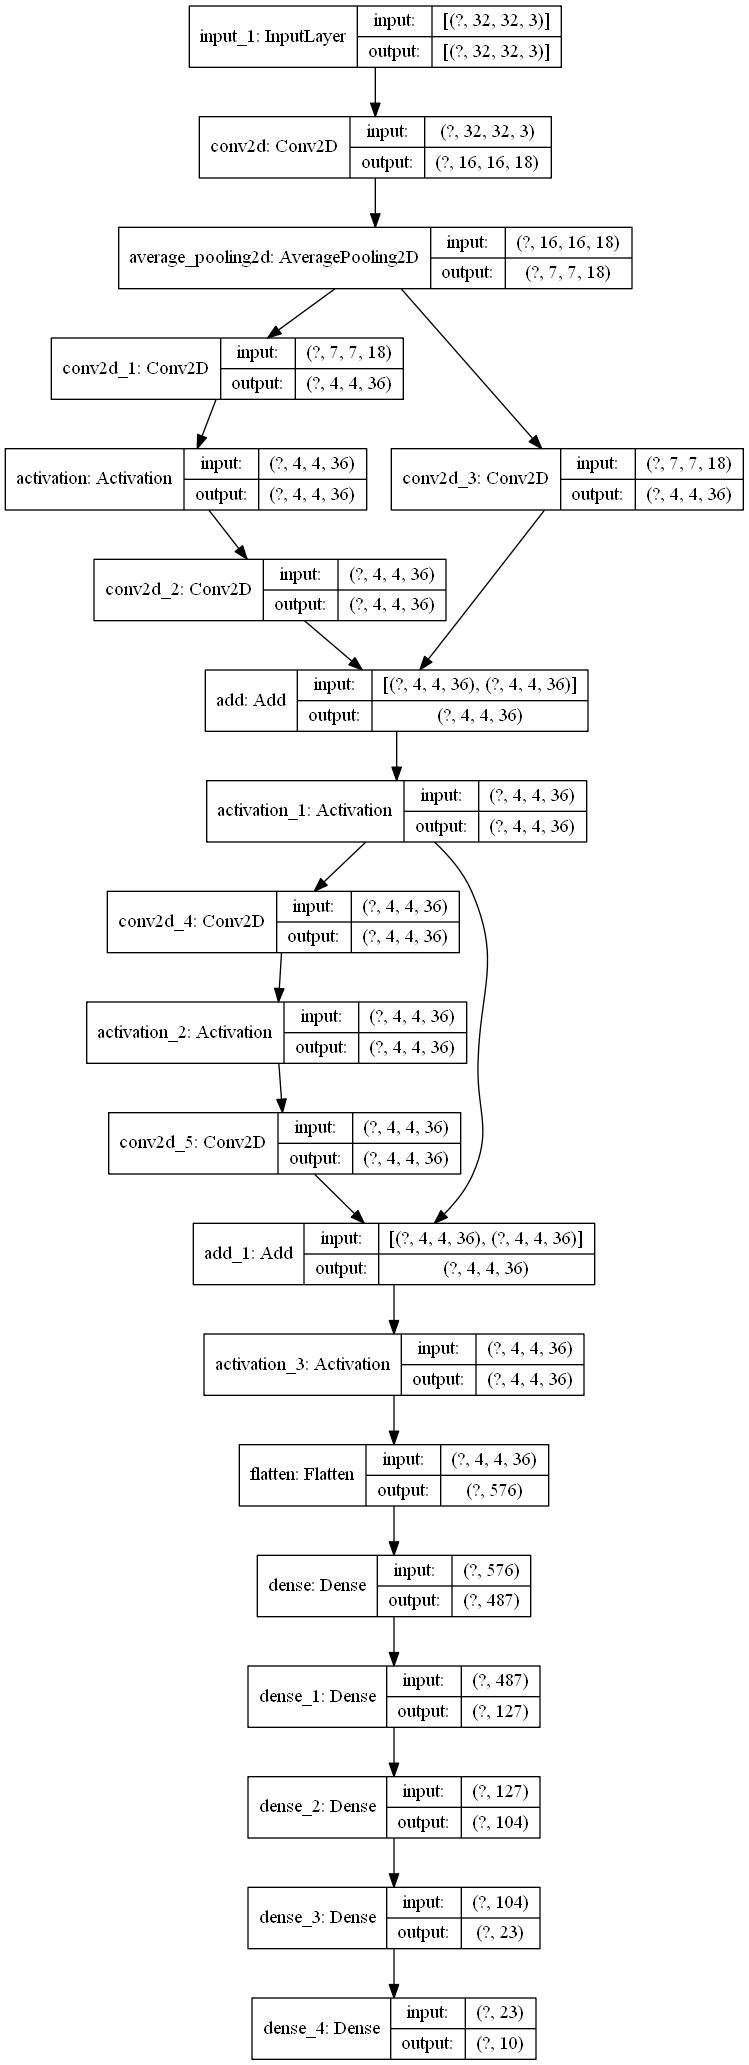 input_1: InputLayer
input: [(?, 32, 32, 3)]
output: [(?, 32, 32, 3)]
conv2d: Conv2D
input: (?, 32, 32, 3)
output: (?, 16, 16, 18)
average_pooling2d: AveragePooling2D
input: (?, 16, 16, 18)
output: (?, 7, 7, 18)
conv2d_1: Conv2D
input: (?, 7, 7, 18)
output: (?, 4, 4, 36)
activation: Activation
input: (?, 4, 4, 36)
output: (?, 4, 4, 36)
conv2d_3: Conv2D
input: (?, 7, 7, 18)
output: (?, 4, 4, 36)
conv2d_2: Conv2D
input: (?, 4, 4, 36)
output: (?, 4, 4, 36)
add: Add
input: [(?, 4, 4, 36), (?, 4, 4, 36)]
output: (?, 4, 4, 36)
activation_1: Activation
input: (?, 4, 4, 36)
output: (?, 4, 4, 36)
conv2d_4: Conv2D
input: (?, 4, 4, 36)
output: (?, 4, 4, 36)
activation_2: Activation
input: (?, 4, 4, 36)
output: (?, 4, 4, 36)
conv2d_5: Conv2D
input: (?, 4, 4, 36)
output: (?, 4, 4, 36)
add_1: Add
input: [(?, 4, 4, 36), (?, 4, 4, 36)]
output: (?, 4, 4, 36)
activation_3: Activation
input: (?, 4, 4, 36)
output: (?, 4, 4, 36)
flatten: Flatten
input: (?, 4, 4, 36)
output: (?, 576)
dense: Dense
input: (?, 576)
output: (?, 487)
dense_1: Dense
input: (?, 487)
output: (?, 127)
dense_2: Dense
input: (?, 127)
output: (?, 104)
dense_3: Dense
input: (?, 104)
output: (?, 23)
dense_4: Dense
input: (?, 23)
output: (?, 10)